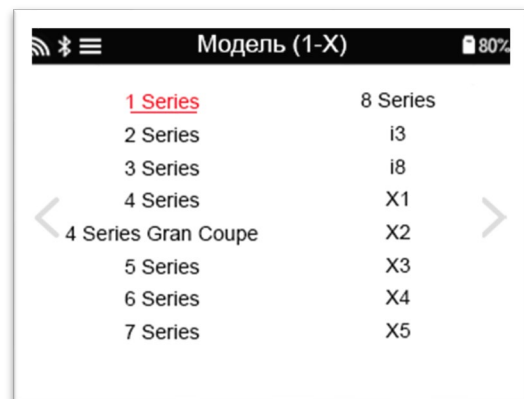 Модель (1-X)
80%
1 Series
2 Series
3 Series
4 Series
4 Series Gran Coupe
5 Series
6 Series
7 Series
8 Series
i3
i8
X1
X2
X3
X4
X5